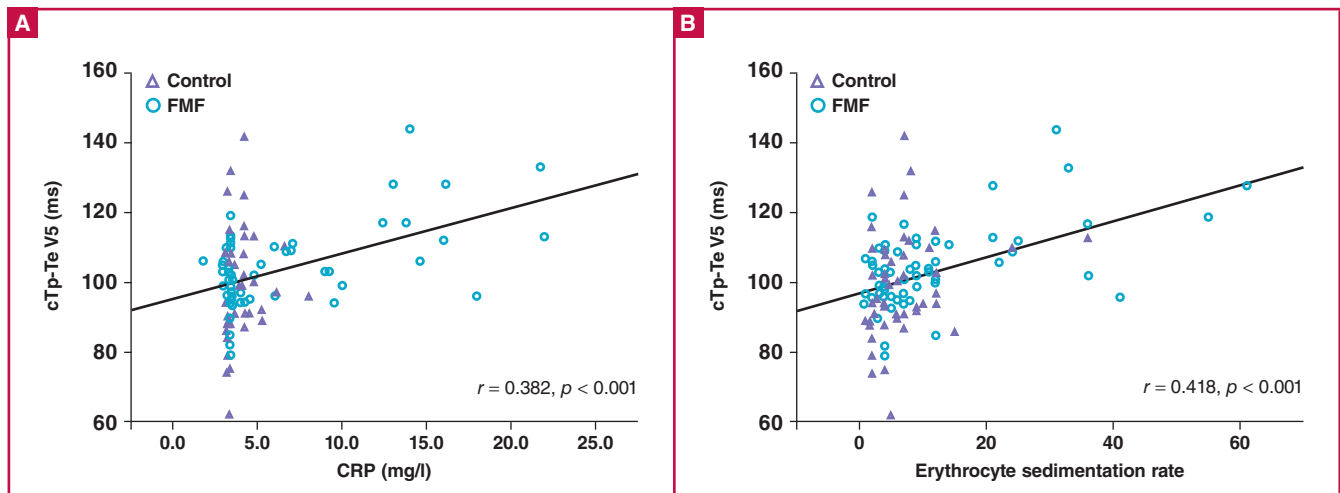 A
160
140
120
100
80
60
cTp-Te V5 (ms)
Control
FMF
r = 0.382, p < 0.001
0.0 5.0 10.0 15.0 20.0 25.0
CRP (mg/l)
B
160
140
120
100
80
60
cTp-Te V5 (ms)
Control
FMF
r = 0.418, p < 0.001
0 20 40 60
Erythrocyte sedimentation rate